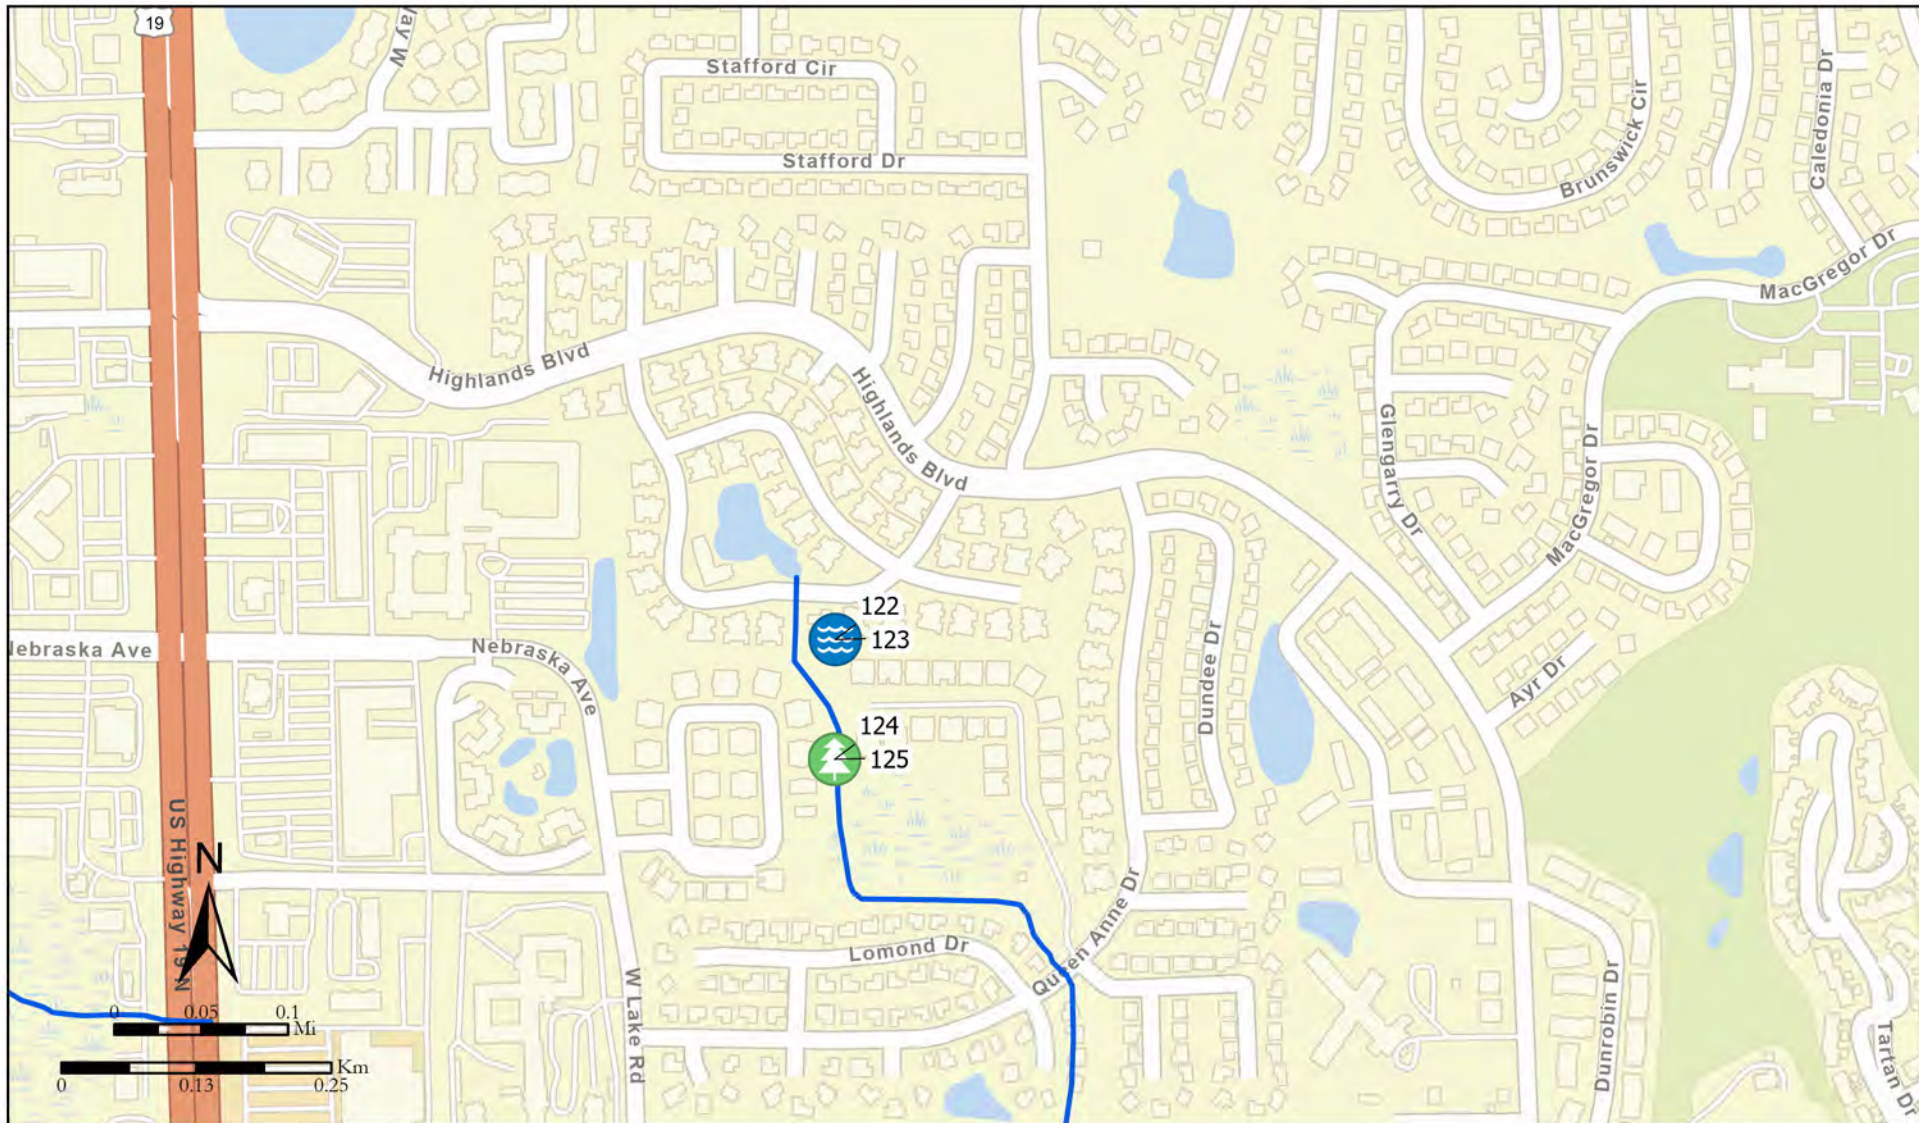 19
Way W
Stafford Cir
Stafford Dr
Caledonia Dr
Brunswick Cir
MacGregor Dr
Highlands Blvd
Highlands Blvd
Glengarry Dr
MacGregor Dr
MacGregor Dr
122
123
Nebraska Ave
Nebraska Ave
Dundee Dr
Ayr Dr
124
125
US Highway 19 N
N
Lomond Dr
Queen Anne Dr
W Lake Rd
Dunrobin Dr
Tartan Dr
0 0.05 0.1
Mi
Km
0 0.13 0.25